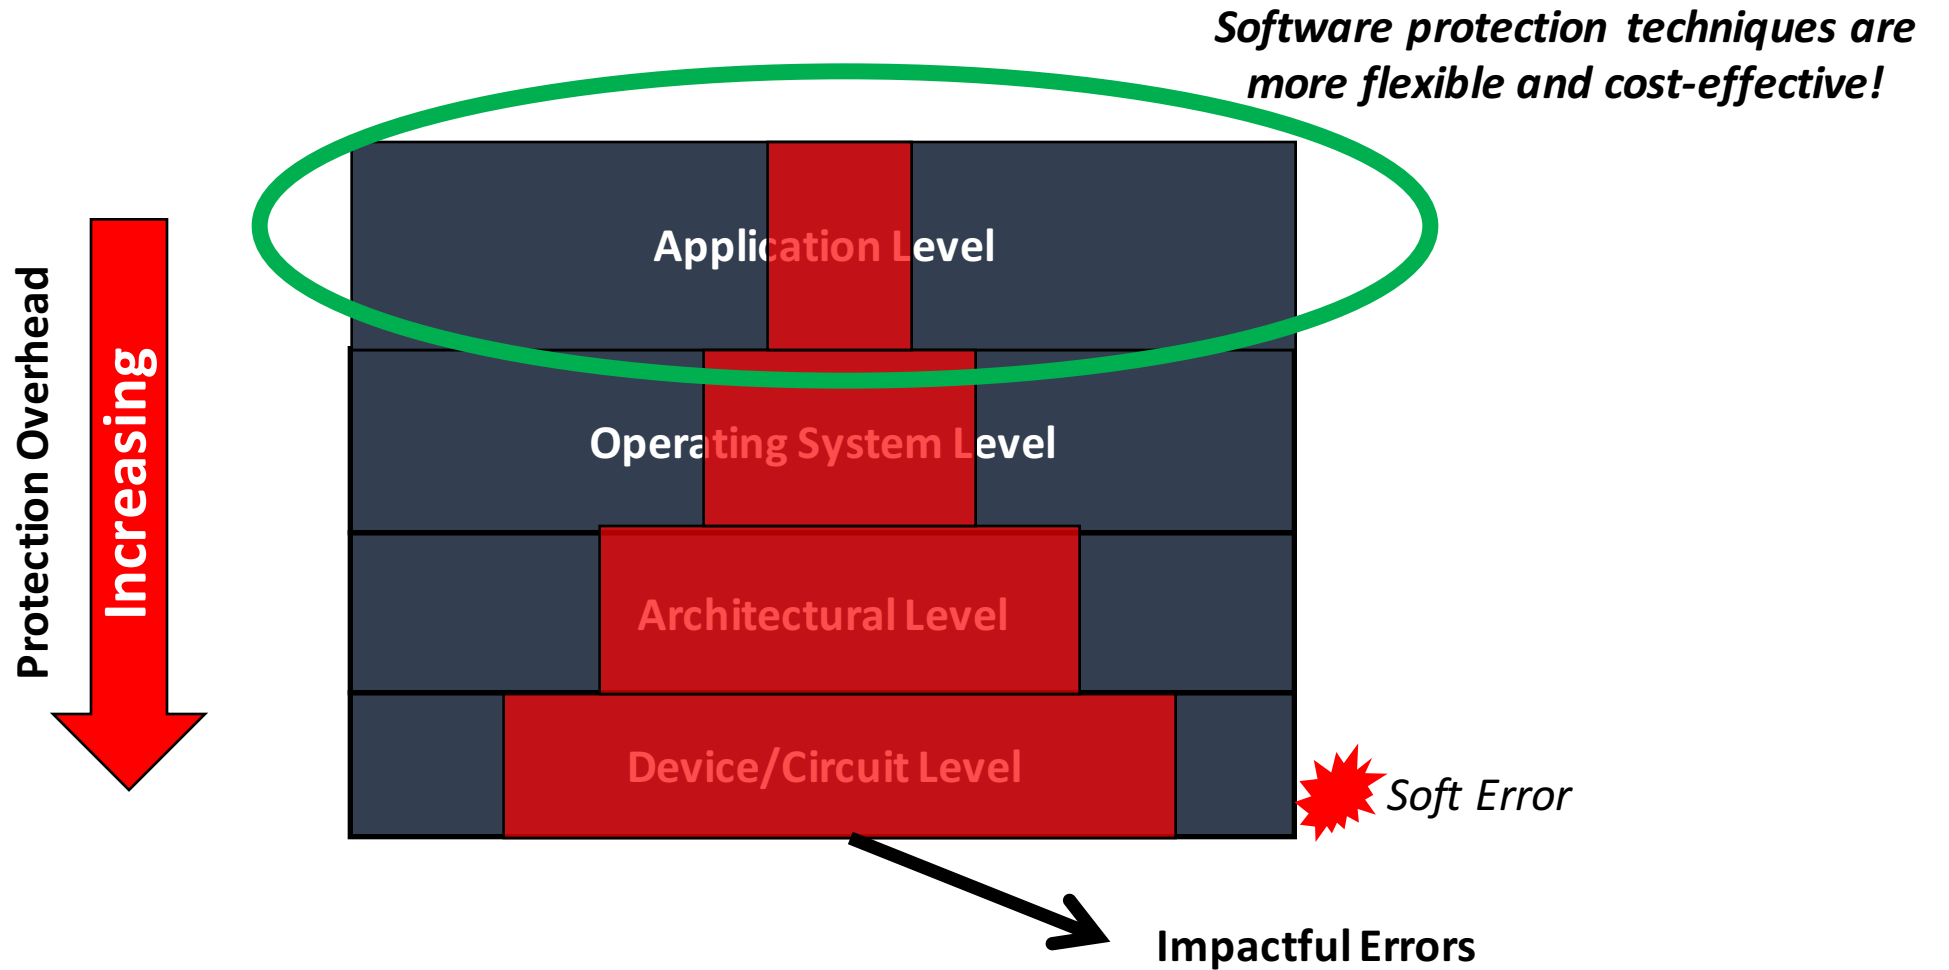 Software protection techniques are
more flexible and cost-effective!
Protection Overhead
Increasing
Application Level
Operating System Level
Architectural Level
Device/Circuit Level
Soft Error
Impactful Errors